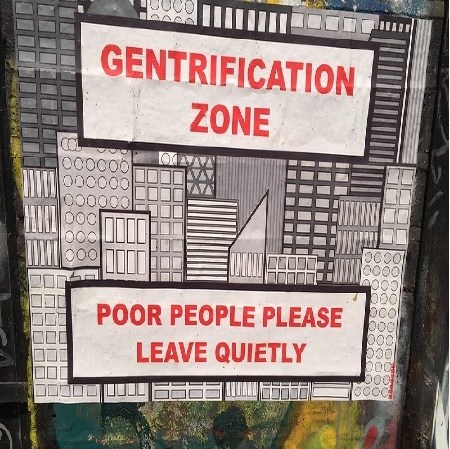 GENTRIFICATION
ZONE
POOR PEOPLE PLEASE
LEAVE QUIETLY